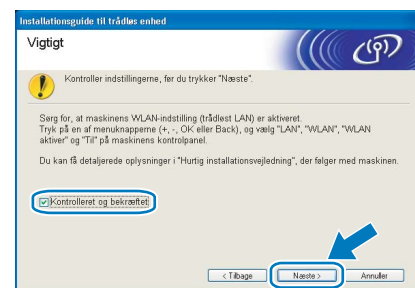 Installationsguide til trådløs enhed
Vigtigt
Kontroller indstillingerne, før du trykker "Næste".
Sørg for, at maskinens WLAN-indstilling (trådløst LAN) er aktiveret.
Tryk på en af menuknapperne (+, -, OK eller Back), og vælg "LAN", "WLAN", "WLAN
aktiver" og "Til" på maskinens kontrolpanel.
Du kan få detaljerede oplysninger i "Hurtig installationsvejledning", der følger med maskinen.
Kontrolleret og bekræftet
< Tilbage
Næste >
Annuller